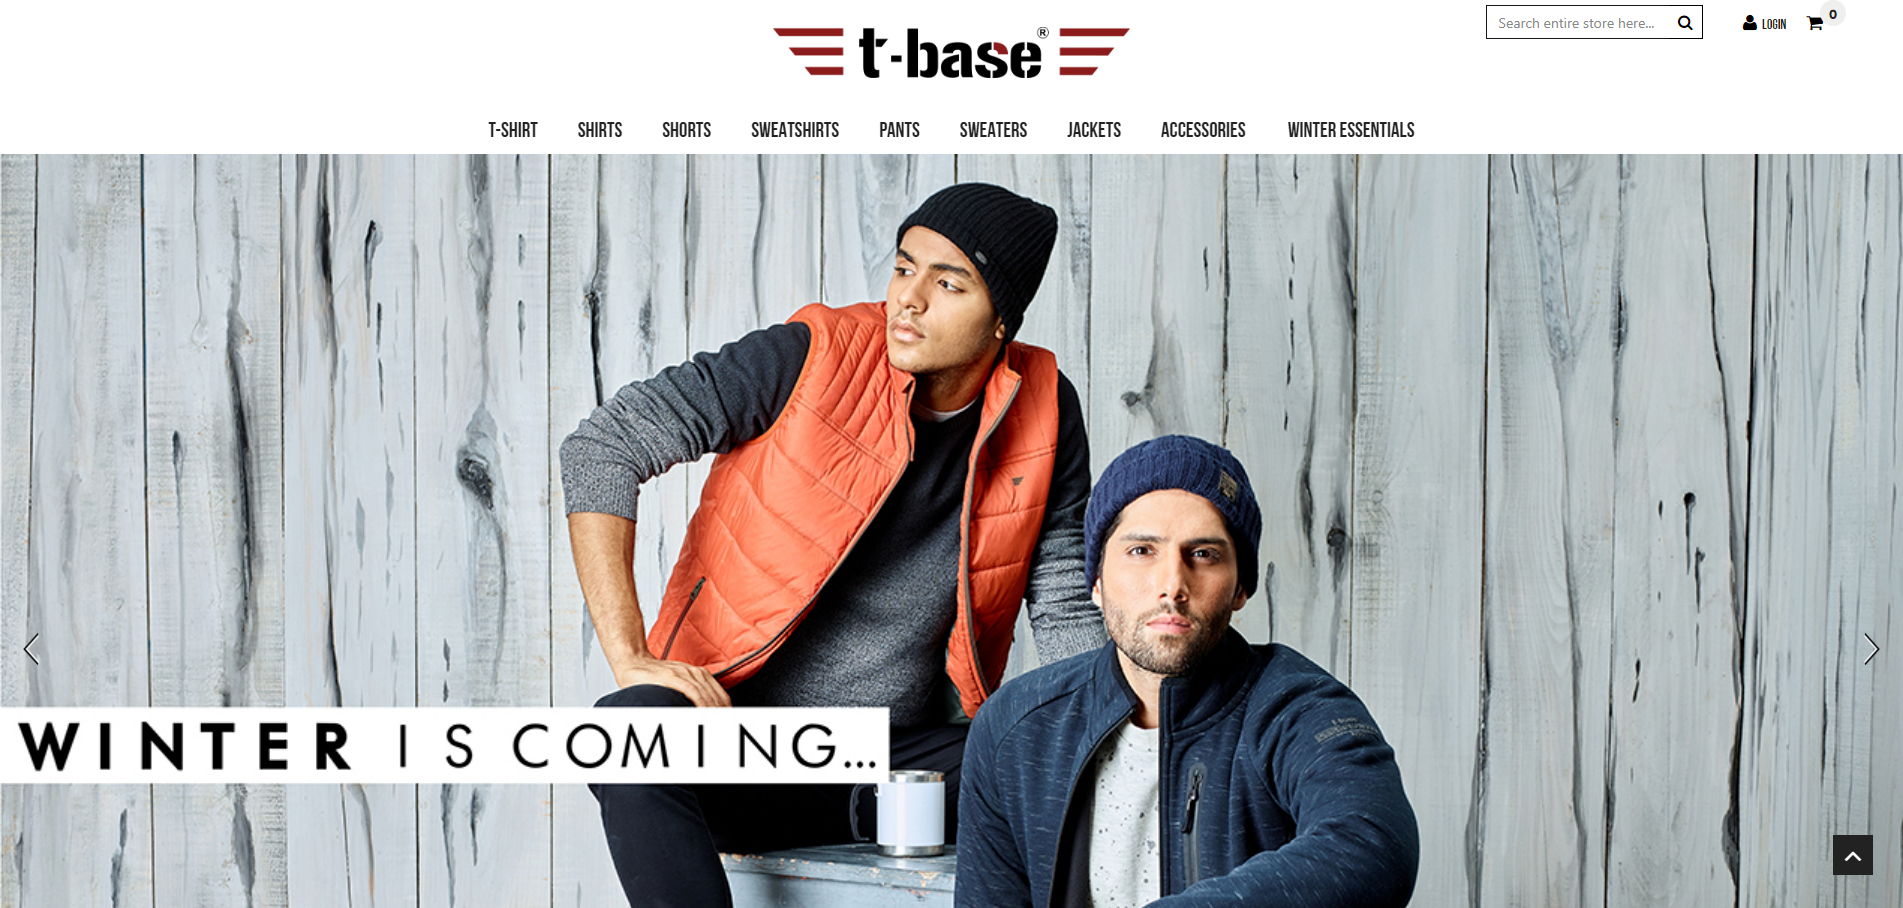 Search entire store here...
LOGIN
0
t-base®
T-SHIRT
SHIRTS
SHORTS
SWEATSHIRTS
PANTS
SWEATERS
JACKETS
ACCESSORIES
WINTER ESSENTIALS
WINTER IS COMING...